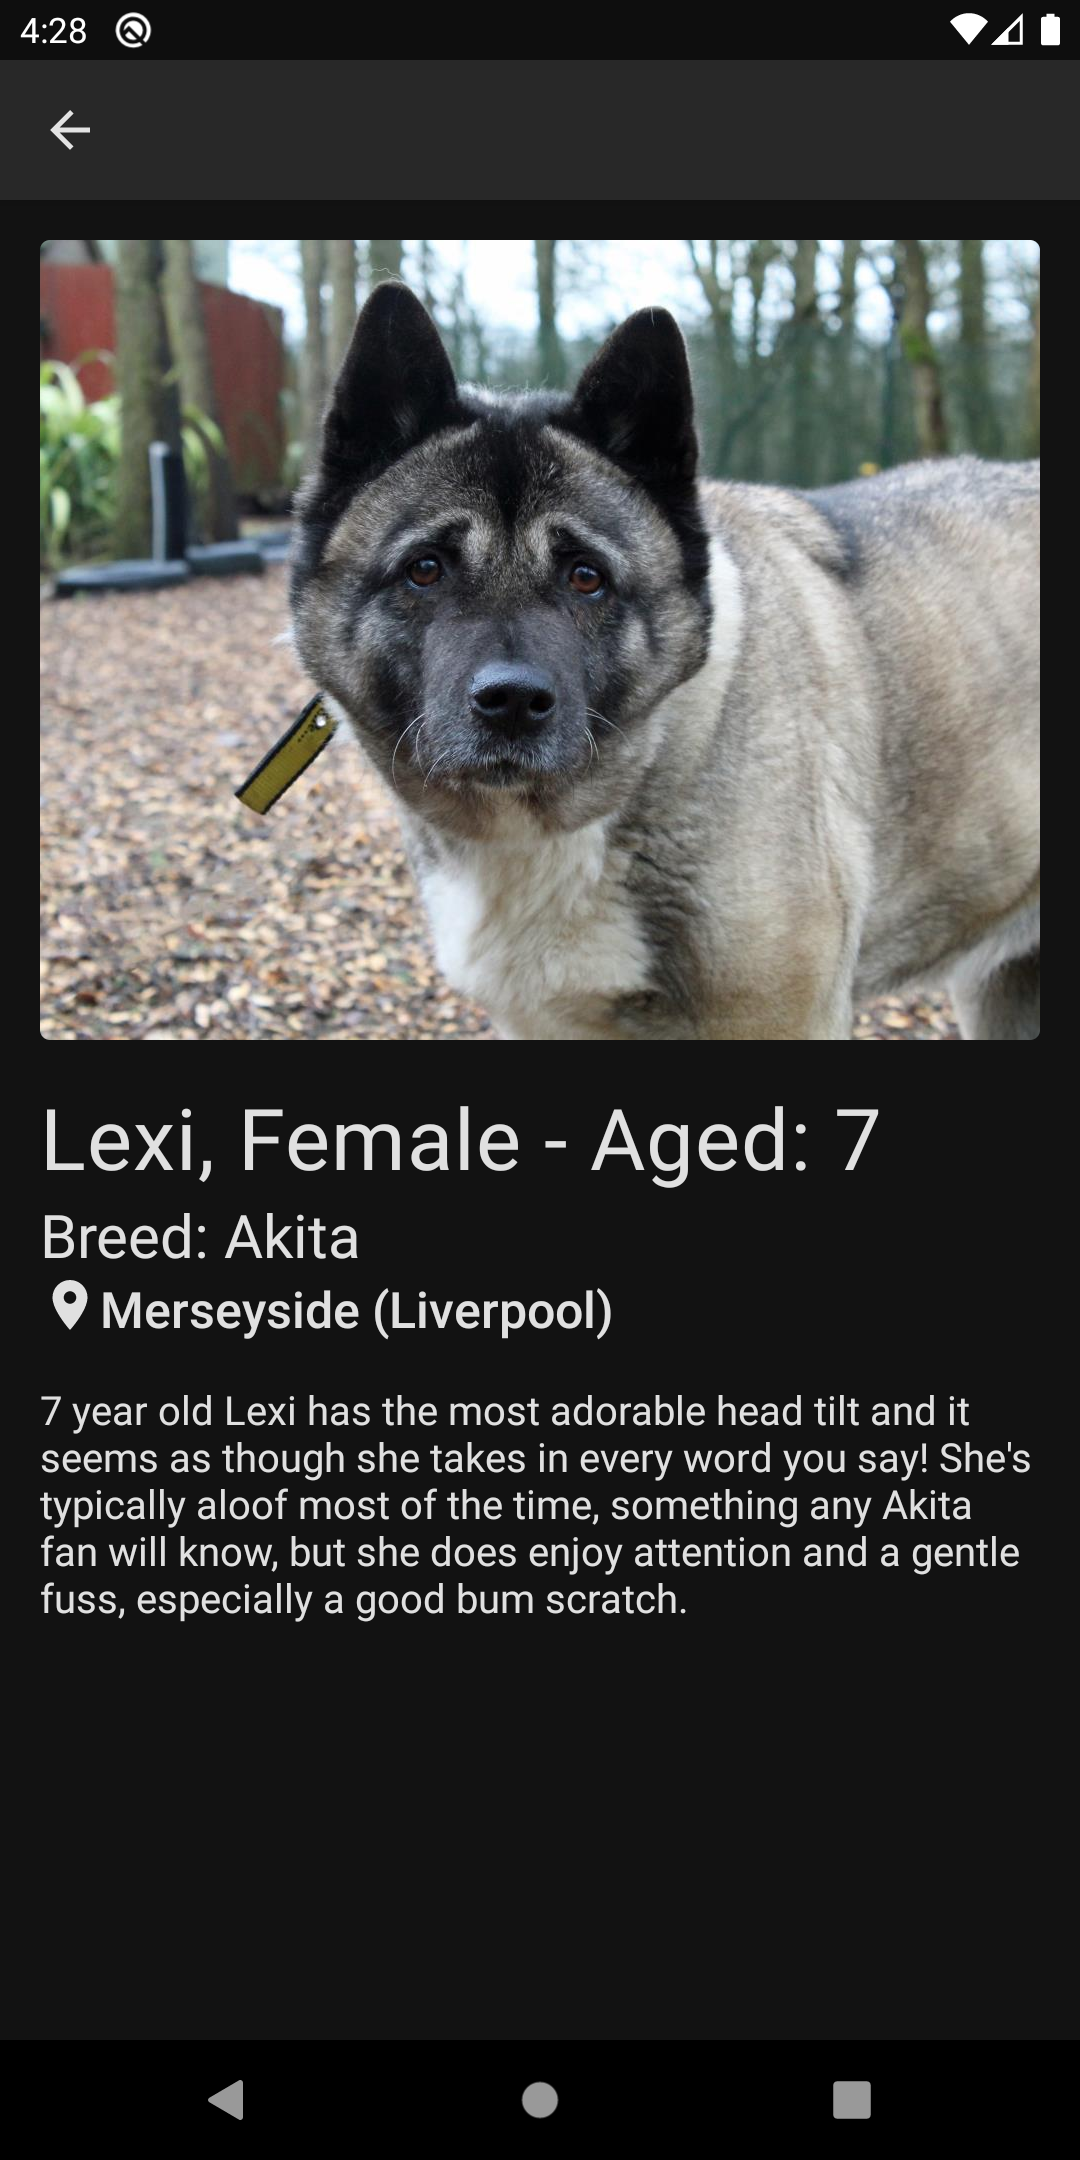 4:28
Lexi, Female - Aged: 7
Breed: Akita
Merseyside (Liverpool)
7 year old Lexi has the most adorable head tilt and it
seems as though she takes in every word you say! She's
typically aloof most of the time, something any Akita
fan will know, but she does enjoy attention and a gentle
fuss, especially a good bum scratch.